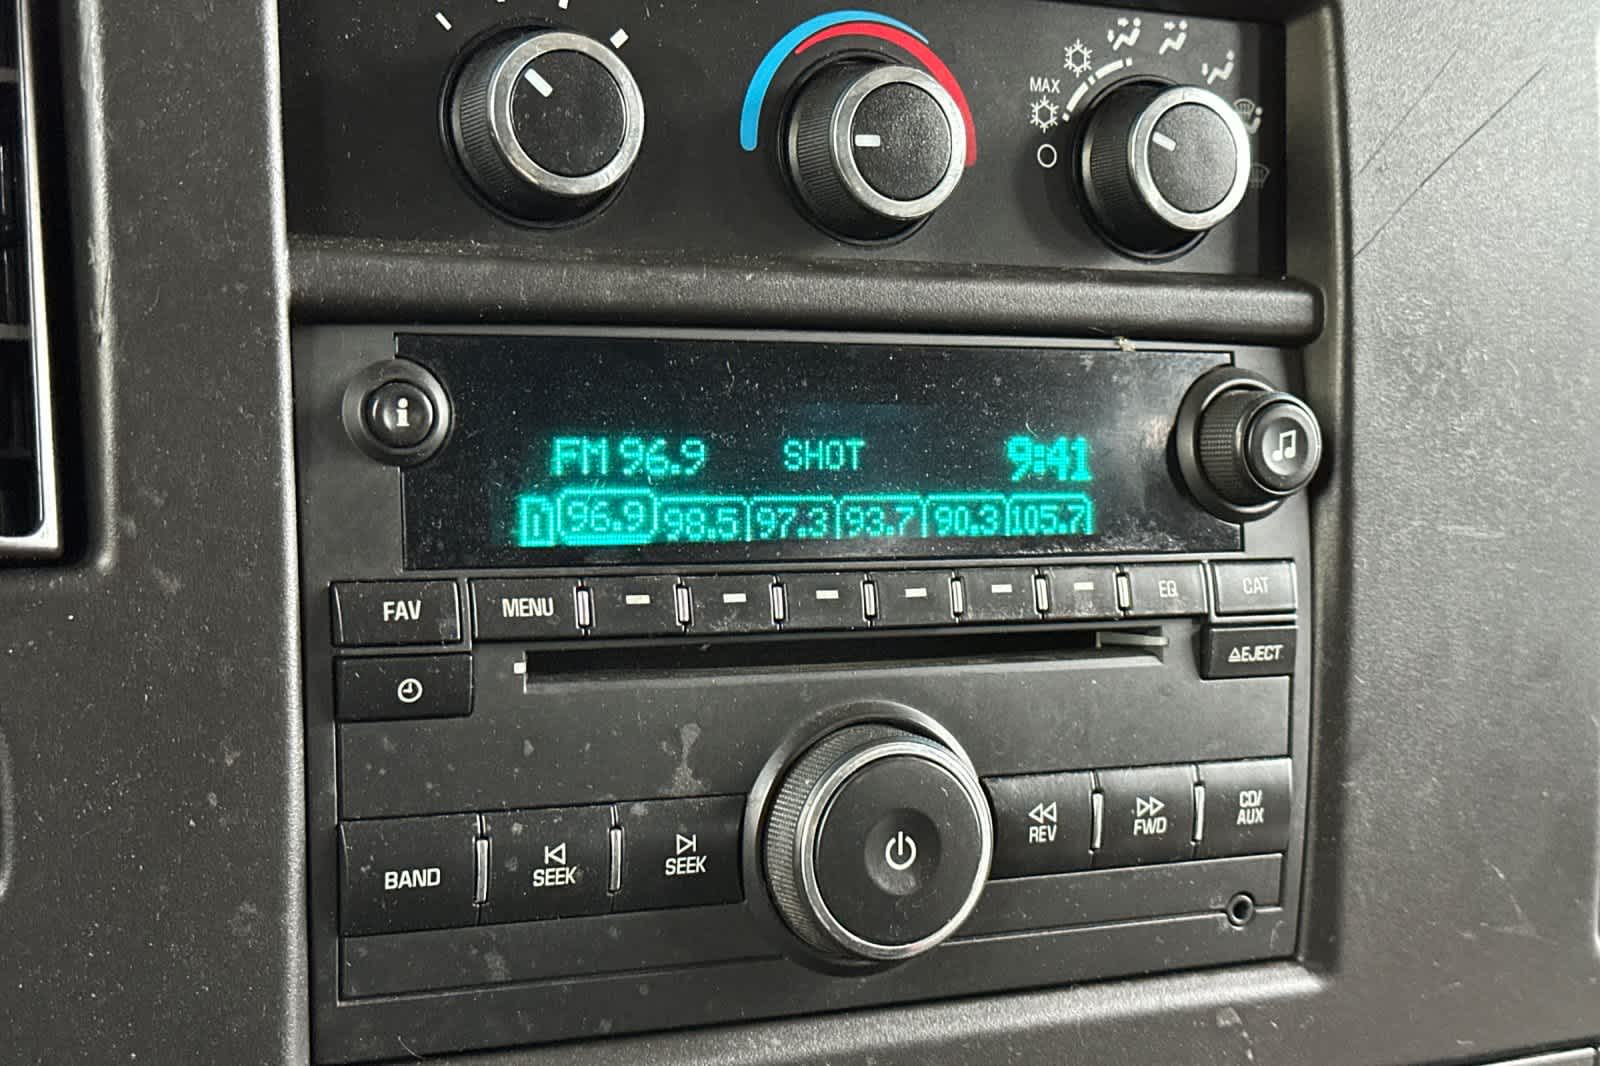 MAX
i
FM 96.9 SHOT 9:41
1 96.9 98.5 97.3 93.7 90.3 105.7
FAV MENU EQ CAT
EJECT
BAND SEEK SEEK REV FWD CD/
AUX